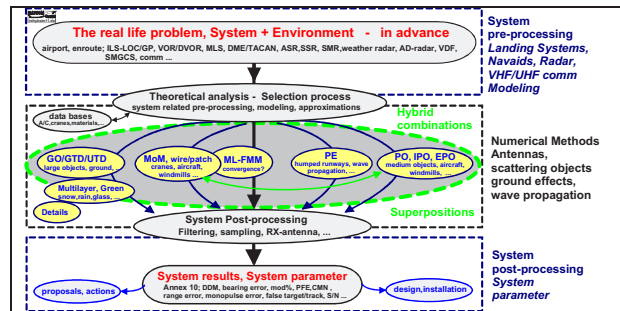 The real life problem, System + Environment - in advance
airport, enroute; ILS-LOC/GP, VOR/DVOR, MLS, DME/TACAN, ASR,SSR, SMR,weather radar, AD-radar, VDF,
SMGCS, comm ...
System
pre-processing
Landing Systems,
Navaids, Radar,
VHF/UHF comm
Modeling
Theoretical analysis - Selection process
system related pre-processing, modeling, approximations
data bases
A/C,cranes,materials,...
Hybrid
combinations
GO/GTD/UTD
large objects, ground,
MoM, wire/patch
cranes, aircraft,
windmills ...
ML-FMM
convergence?
PE
humped runways, wave
propagation, ...
PO, IPO, EPO
medium objects, aircraft,
windmills, ...
Multilayer, Green
snow,rain,glass, ...
Details
Numerical Methods
Antennas,
scattering objects
ground effects,
wave propagation
Superpositions
System Post-processing
Filtering, sampling, RX-antenna, ...
System results, System parameter
Annex 10; DDM, bearing error, mod%, PFE,CMN ,
range error, monopulse error, false target/track, S/N ...
proposals, actions
design,installation
System
post-processing
System
parameter